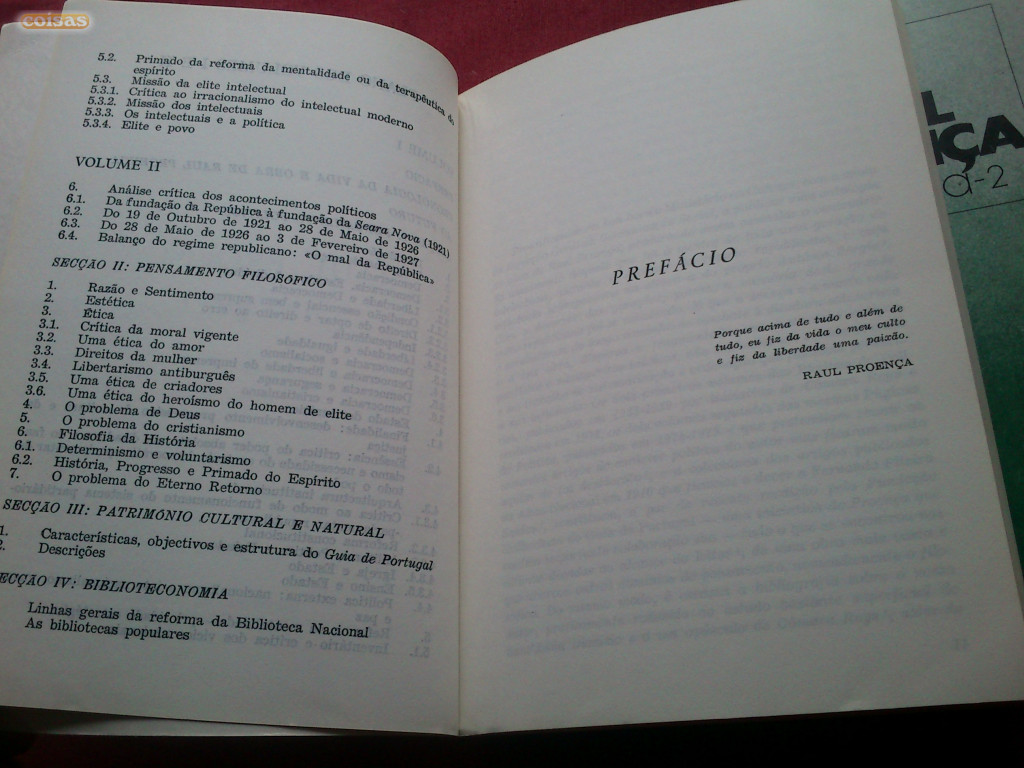 coisas
5.2. Primado da reforma da mentalidade ou da terapêutica do
espírito
5.3. Missão da elite intelectual
5.3.1. Crítica ao irracionalismo do intelectual moderno
5.3.2. Missão dos intelectuais
5.3.3. Os intelectuais e a política
5.3.4. Elite e povo
VOLUME II
6. Análise crítica dos acontecimentos políticos
6.1. Da fundação da República à fundação da Seara Nova (1921)
6.2. Do 19 de Outubro de 1921 ao 28 de Maio de 1926
6.3. Do 28 de Maio de 1926 ao 3 de Fevereiro de 1927
6.4. Balanço do regime republicano: «O mal da República»
SECÇÃO II: PENSAMENTO FILOSÓFICO
1. Razão e Sentimento
2. Estética
3. Ética
3.1. Crítica da moral vigente
3.2. Uma ética do amor
3.3. Direitos da mulher
3.4. Libertarismo antiburguês
3.5. Uma ética de criadores
3.6. Uma ética do heroísmo do homem de elite
4. O problema de Deus
5. O problema do cristianismo
6. Filosofia da História
6.1. Determinismo e voluntarismo
6.2. História, Progresso e Primado do Espírito
7. O problema do Eterno Retorno
SECÇÃO III: PATRIMÓNIO CULTURAL E NATURAL
1. Características, objectivos e estrutura do Guia de Portugal
2. Descrições
ECÇÃO IV: BIBLIOTECONOMIA
Linhas gerais da reforma da Biblioteca Nacional
As bibliotecas populares
PREFÁCIO
Porque acima de tudo e além de
tudo, eu fiz da vida o meu culto
e fiz da liberdade uma paixão.
RAUL PROENÇA
L
NÇA
a-2